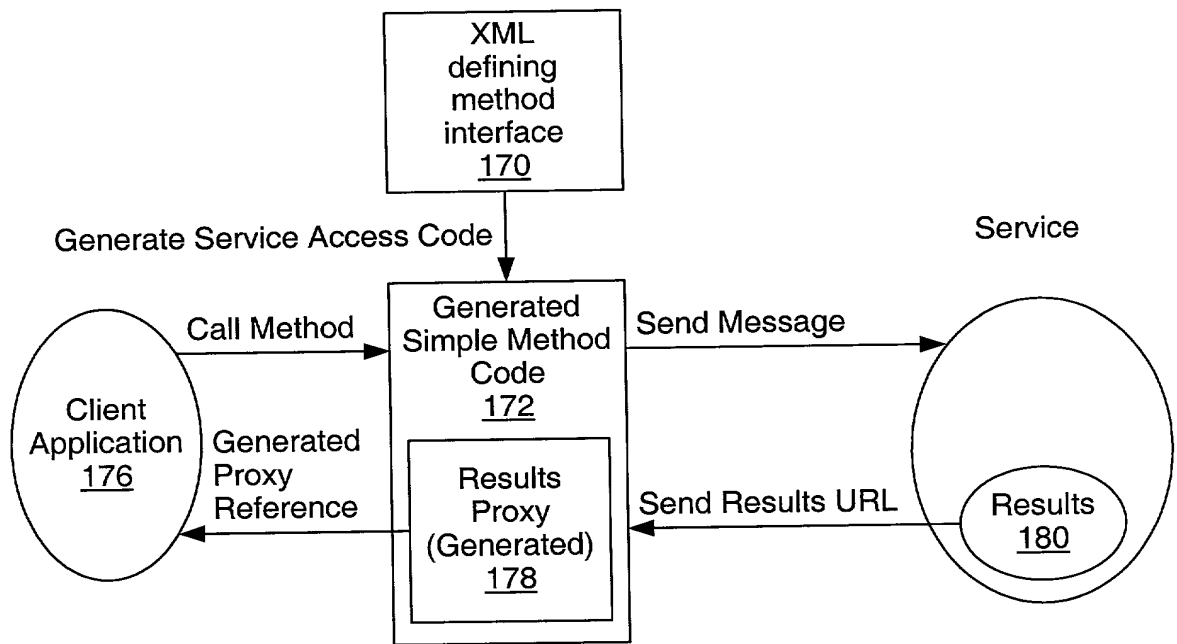 XML
defining
method
interface
170
Generate Service Access Code
Service
Generated
Simple Method
Code
172
Call Method
Send Message
Client
Application
176
Generated
Proxy
Reference
Results
Proxy
(Generated)
178
Send Results URL
Results
180